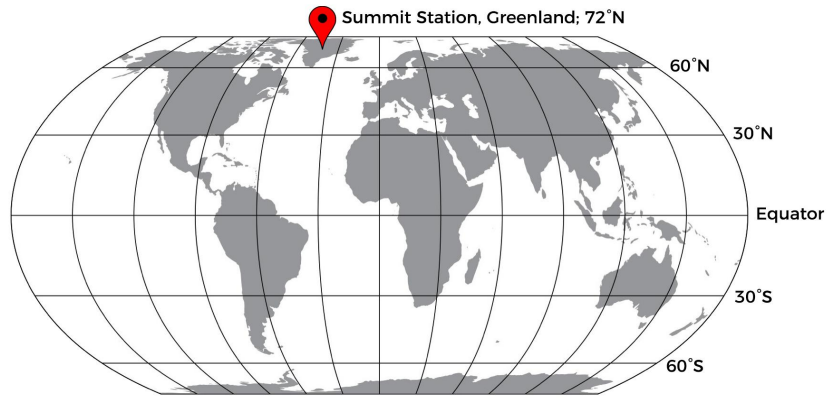 Summit Station, Greenland; 72˚N
60˚N
30˚N
Equator
30˚S
60˚S